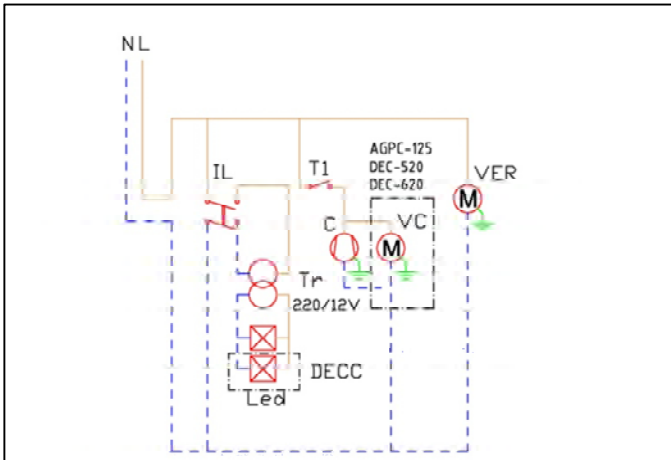 NL
IL
T1
AGPC-125
DEC-520
DEC-620
VER
M
C
VC
M
Tr
220/12V
DECC
Led